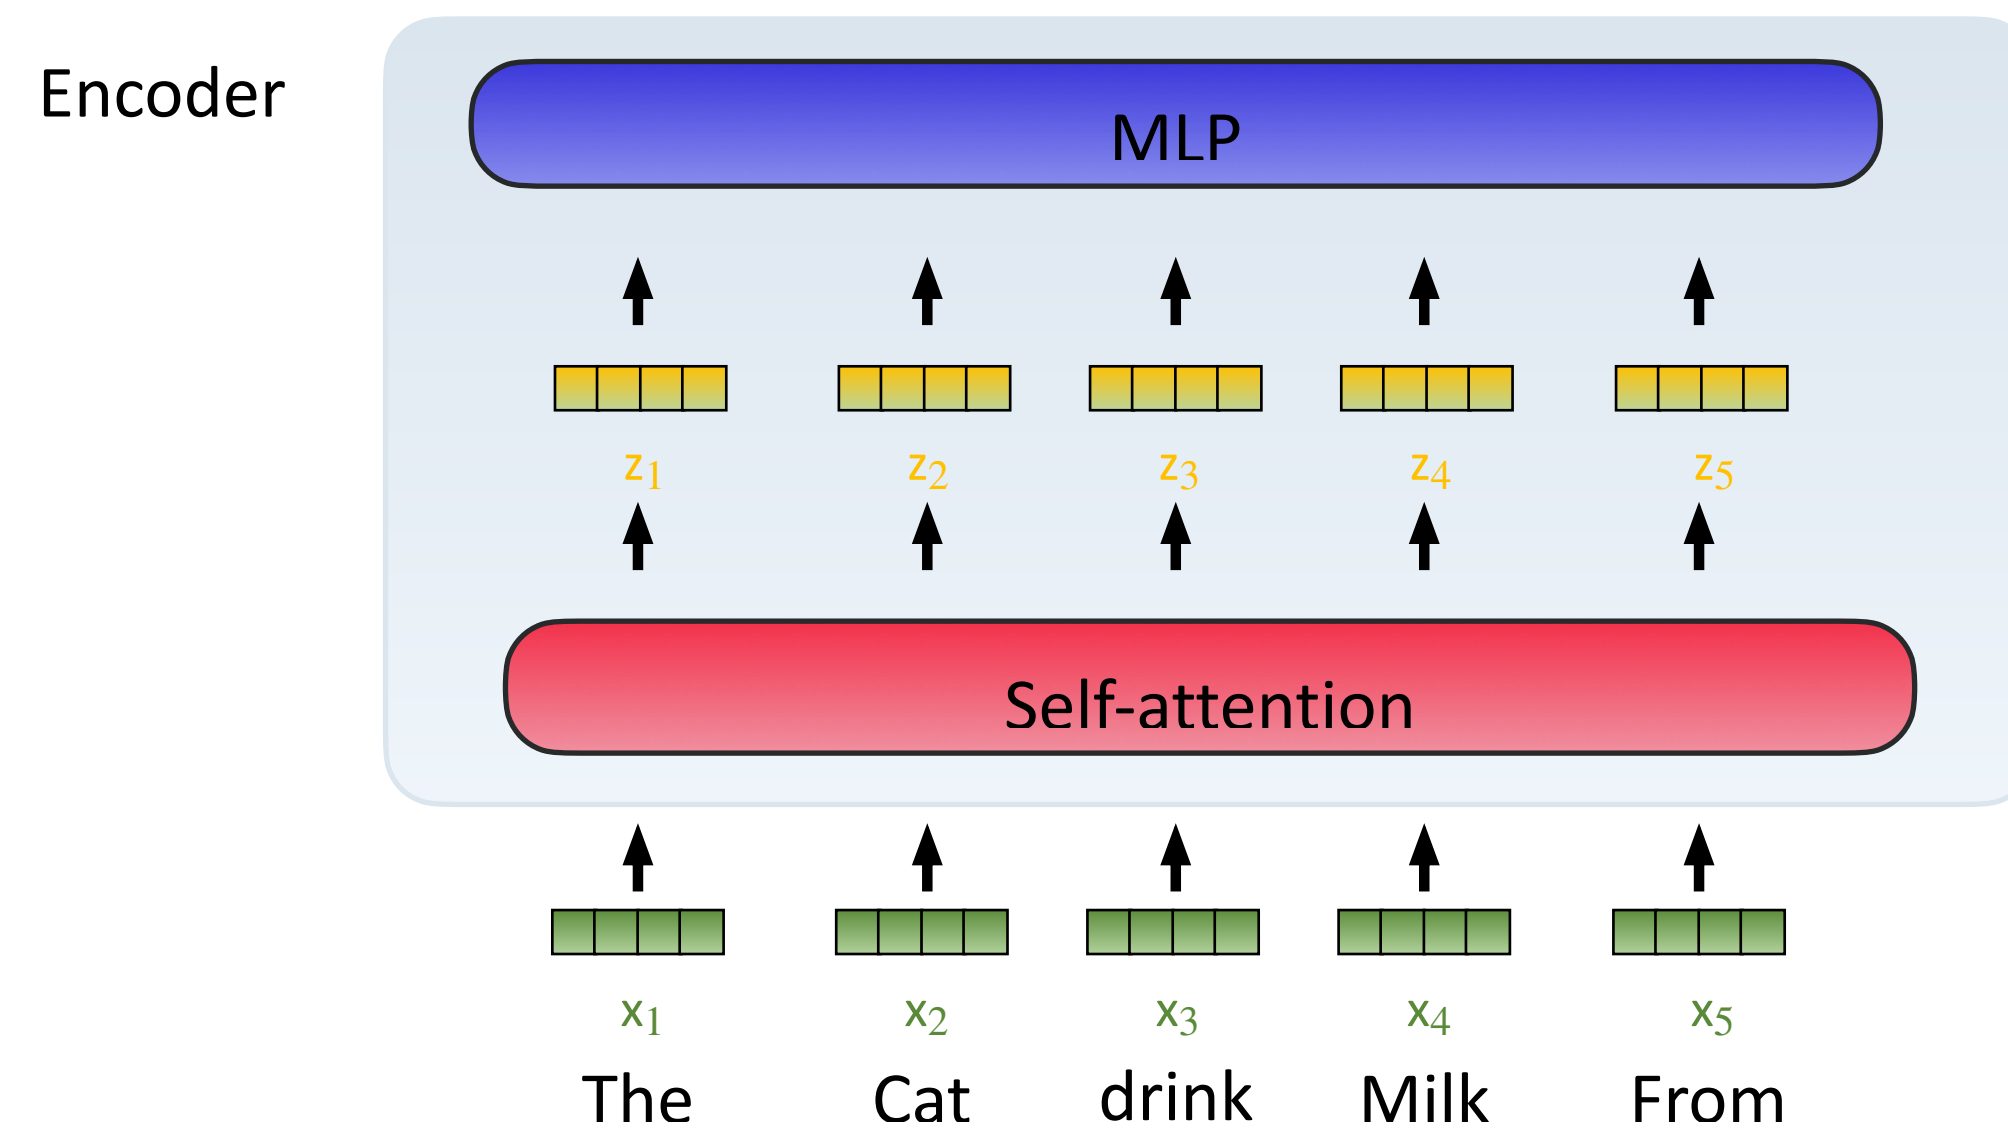 Encoder
MLP
z1 z2 z3 z4 z5
Self-attention
x1 x2 x3 x4 x5
The Cat drink Milk From